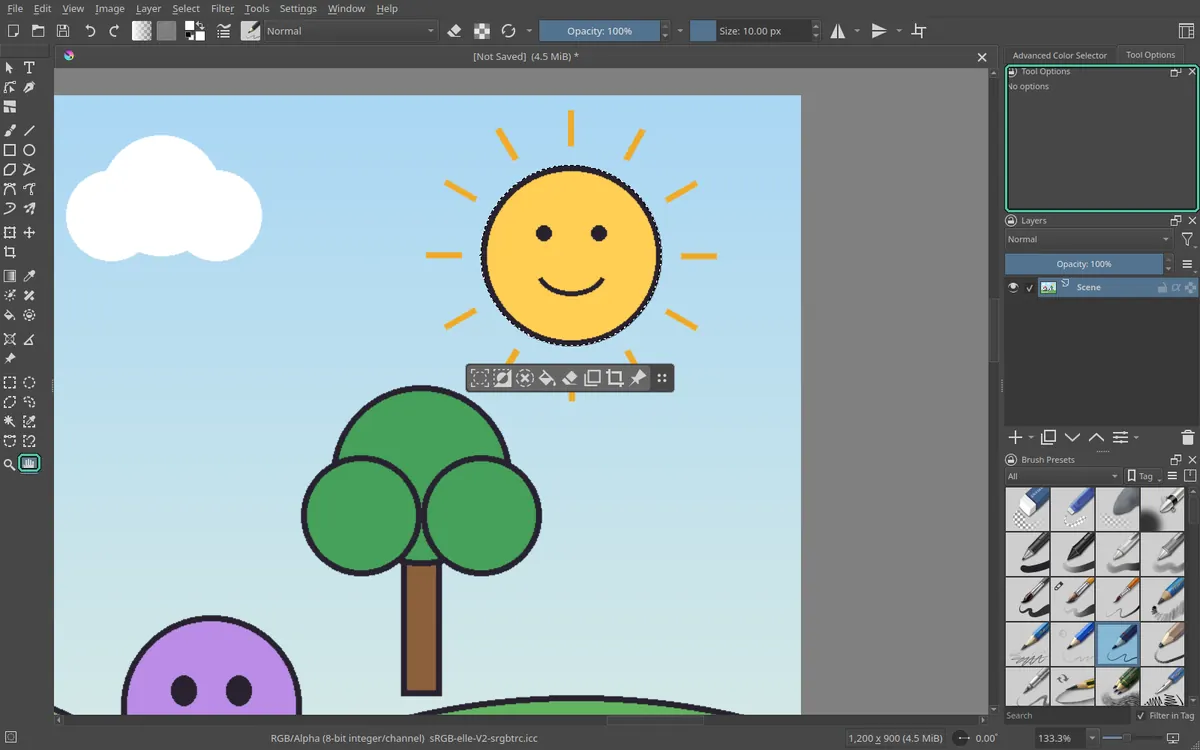 File Edit View Image Layer Select Filter Tools Settings Window Help
Normal
Opacity: 100%
Size: 10.00 px
[Not Saved] (4.5 MiB) *
Advanced Color Selector
Tool Options
Tool Options
No options
Layers
Normal
Opacity: 100%
Scene
Brush Presets
All
Tag
Search
Filter in Tag
RGB/Alpha (8-bit integer/channel) sRGB-elle-V2-srgbtrc.icc
1,200 x 900 (4.5 MiB)
0.00°
133.3%